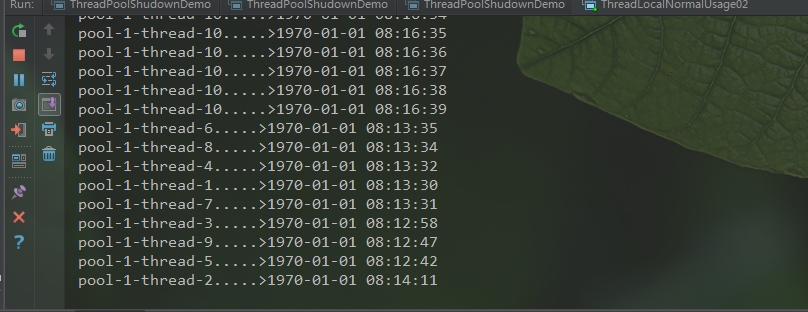 Run: ThreadPoolShudownDemo ThreadPoolShudownDemo ThreadPoolShudownDemo ThreadLocalNormalUsage02
pool-1-thread-10.....>1970-01-01 08:16:34
pool-1-thread-10.....>1970-01-01 08:16:35
pool-1-thread-10.....>1970-01-01 08:16:36
pool-1-thread-10.....>1970-01-01 08:16:37
pool-1-thread-10.....>1970-01-01 08:16:38
pool-1-thread-10.....>1970-01-01 08:16:39
pool-1-thread-6.....>1970-01-01 08:13:35
pool-1-thread-8.....>1970-01-01 08:13:34
pool-1-thread-4.....>1970-01-01 08:13:32
pool-1-thread-1.....>1970-01-01 08:13:30
pool-1-thread-7.....>1970-01-01 08:13:31
pool-1-thread-3.....>1970-01-01 08:12:58
pool-1-thread-9.....>1970-01-01 08:12:47
pool-1-thread-5.....>1970-01-01 08:12:42
pool-1-thread-2.....>1970-01-01 08:14:11